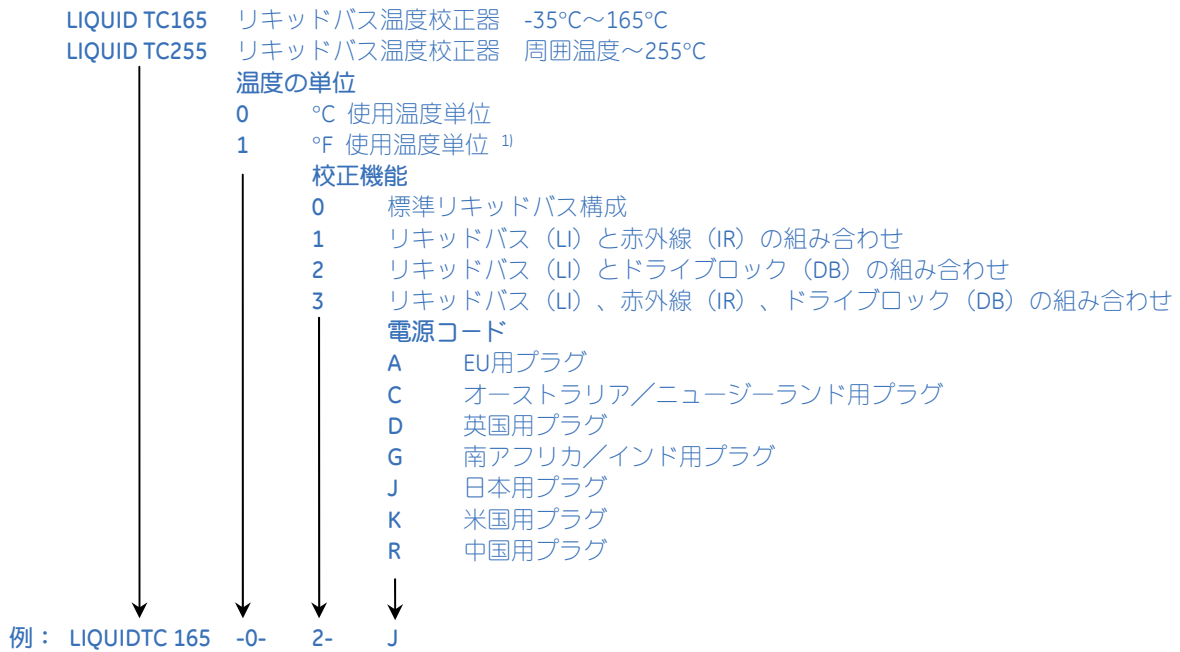 LIQUID TC165 リキッドバス温度校正器 -35°C～165°C
LIQUID TC255 リキッドバス温度校正器 周囲温度～255°C
温度の単位
0 °C 使用温度単位
1 °F 使用温度単位 1)
校正機能
0 標準リキッドバス構成
1 リキッドバス（LI）と赤外線（IR）の組み合わせ
2 リキッドバス（LI）とドライブロック（DB）の組み合わせ
3 リキッドバス（LI）、赤外線（IR）、ドライブロック（DB）の組み合わせ
電源コード
A EU用プラグ
C オーストラリア／ニュージーランド用プラグ
D 英国用プラグ
G 南アフリカ／インド用プラグ
J 日本用プラグ
K 米国用プラグ
R 中国用プラグ
例： LIQUIDTC 165 -0- 2- J